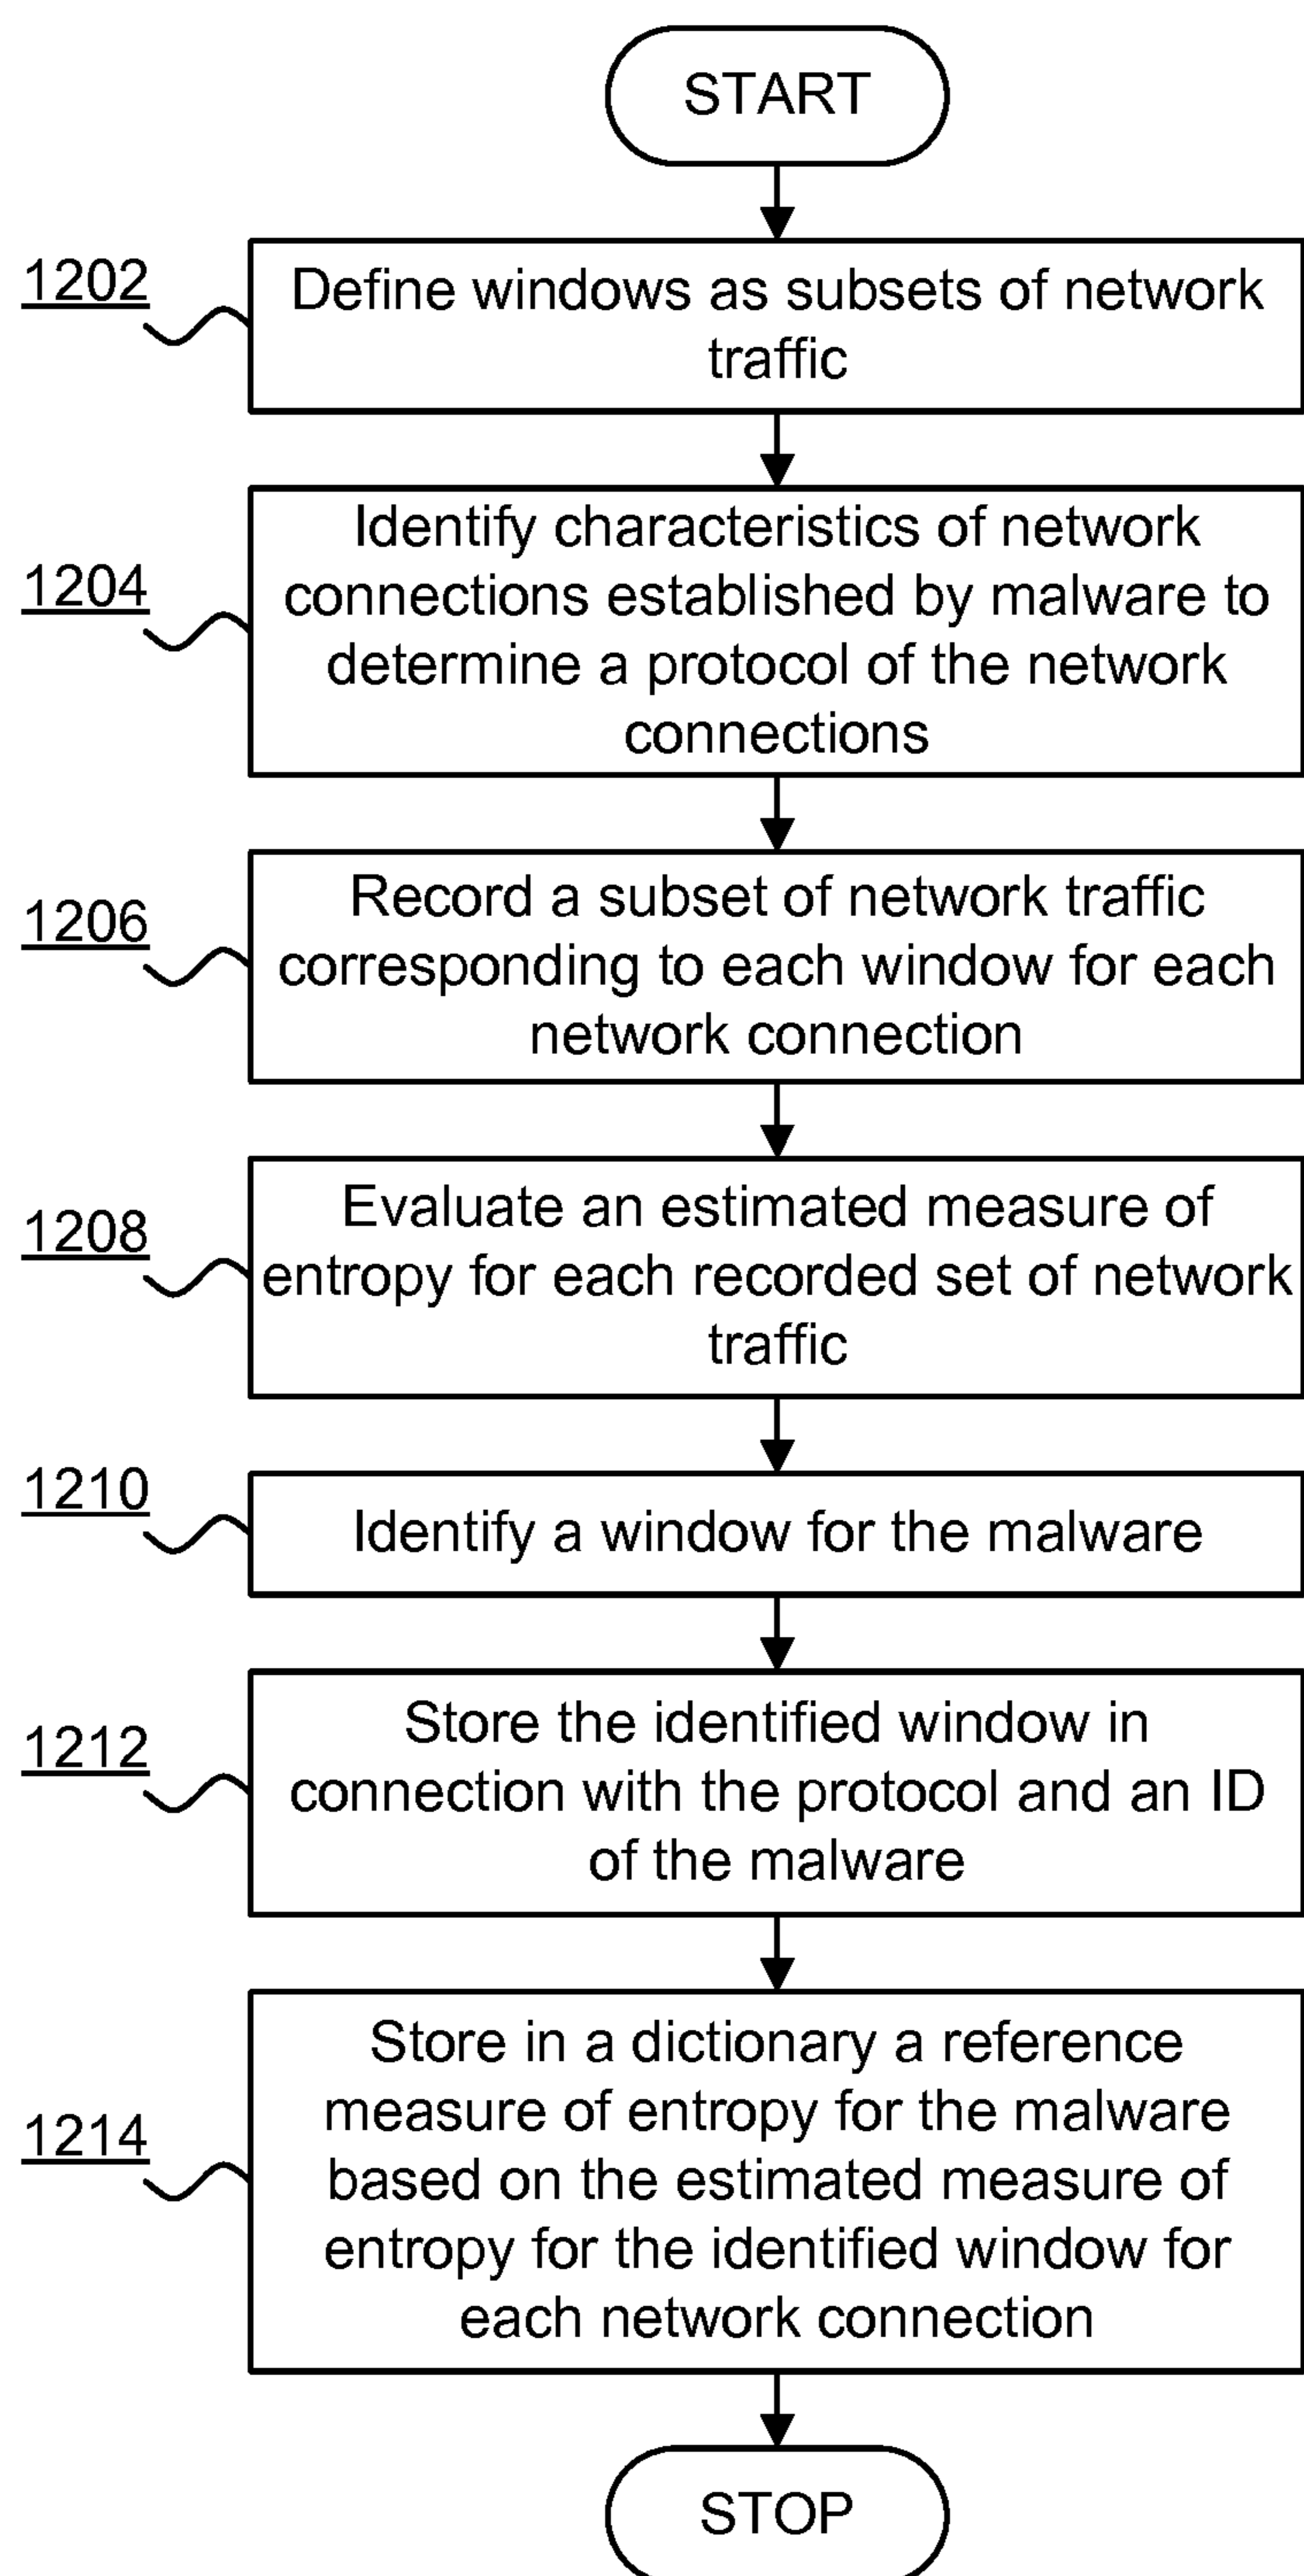 START
1202
Define windows as subsets of network
traffic
1204
Identify characteristics of network
connections established by malware to
determine a protocol of the network
connections
1206
Record a subset of network traffic
corresponding to each window for each
network connection
1208
Evaluate an estimated measure of
entropy for each recorded set of network
traffic
1210
Identify a window for the malware
1212
Store the identified window in
connection with the protocol and an ID
of the malware
1214
Store in a dictionary a reference
measure of entropy for the malware
based on the estimated measure of
entropy for the identified window for
each network connection
STOP